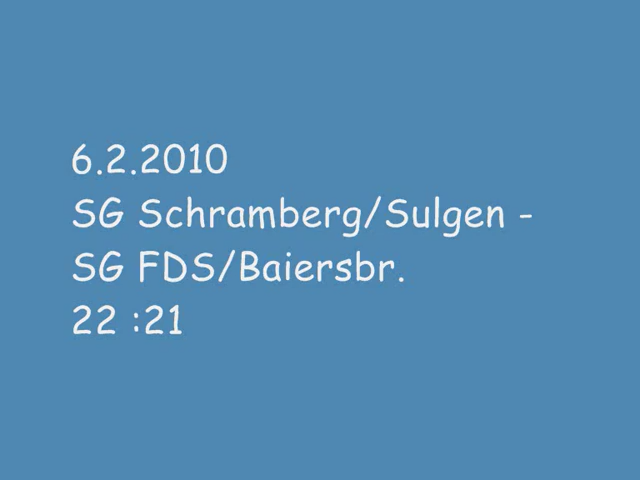 6.2.2010
SG Schramberg/Sulgen -
SG FDS/Baiersbr.
22 :21